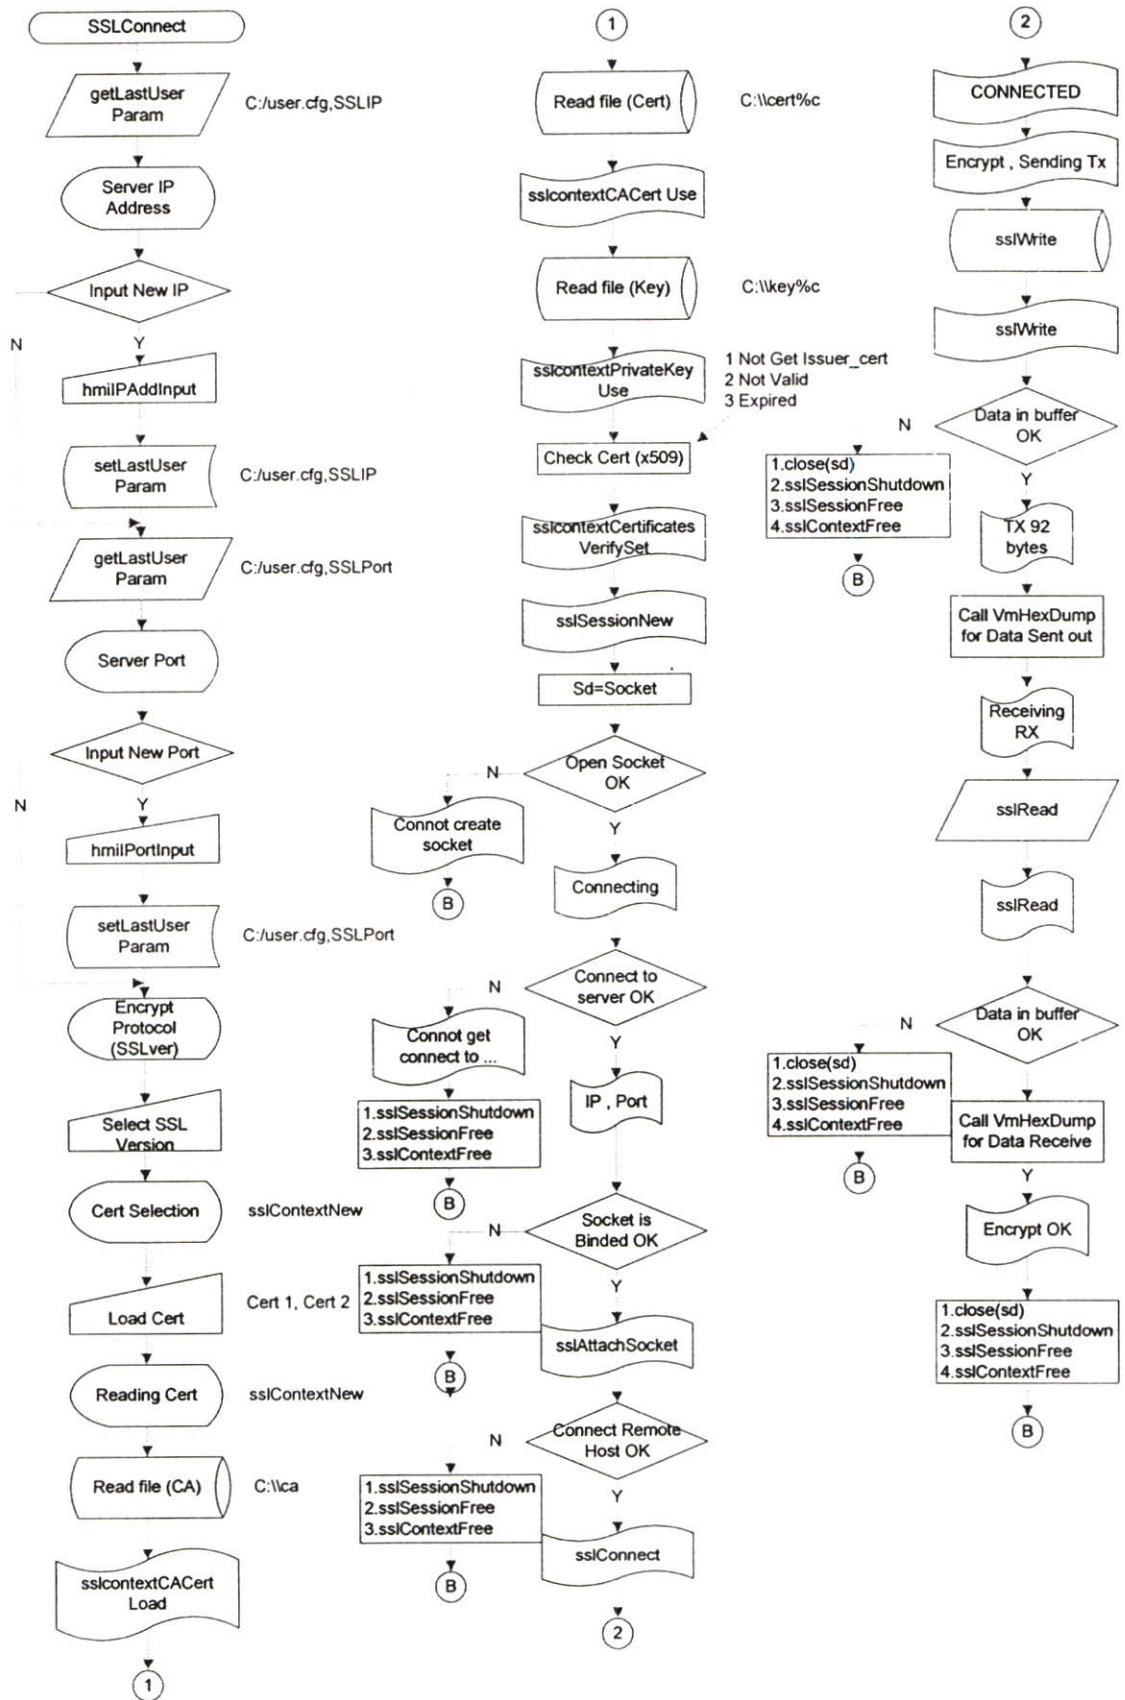 SSLConnect
getLastUser
Param
C:/user.cfg,SSLIP
Server IP
Address
Input New IP
N
Y
hmiIPAddInput
setLastUser
Param
C:/user.cfg,SSLIP
getLastUser
Param
C:/user.cfg,SSLPort
Server Port
Input New Port
N
Y
hmiIPortInput
setLastUser
Param
C:/user.cfg,SSLPort
Encrypt
Protocol
(SSLver)
Select SSL
Version
Cert Selection
sslContextNew
Load Cert
Cert 1, Cert 2
Reading Cert
sslContextNew
Read file (CA)
C:\\ca
sslcontextCACert
Load
1
1
Read file (Cert)
C:\\cert%c
sslcontextCACert Use
Read file (Key)
C:\\key%c
sslcontextPrivateKey
Use
1 Not Get Issuer_cert
2 Not Valid
3 Expired
Check Cert (x509)
sslcontextCertificates
VerifySet
sslSessionNew
Sd=Socket
Open Socket
OK
N
Connot create
socket
B
Y
Connecting
Connect to
server OK
N
Connot get
connect to ...
1.sslSessionShutdown
2.sslSessionFree
3.sslContextFree
B
Y
IP , Port
Socket is
Binded OK
N
1.sslSessionShutdown
2.sslSessionFree
3.sslContextFree
B
Y
sslAttachSocket
Connect Remote
Host OK
N
1.sslSessionShutdown
2.sslSessionFree
3.sslContextFree
B
Y
sslConnect
2
2
CONNECTED
Encrypt , Sending Tx
sslWrite
sslWrite
Data in buffer
OK
N
1.close(sd)
2.sslSessionShutdown
3.sslSessionFree
4.sslContextFree
B
Y
TX 92
bytes
Call VmHexDump
for Data Sent out
Receiving
RX
sslRead
sslRead
Data in buffer
OK
N
1.close(sd)
2.sslSessionShutdown
3.sslSessionFree
4.sslContextFree
B
Call VmHexDump
for Data Receive
Y
Encrypt OK
1.close(sd)
2.sslSessionShutdown
3.sslSessionFree
4.sslContextFree
B